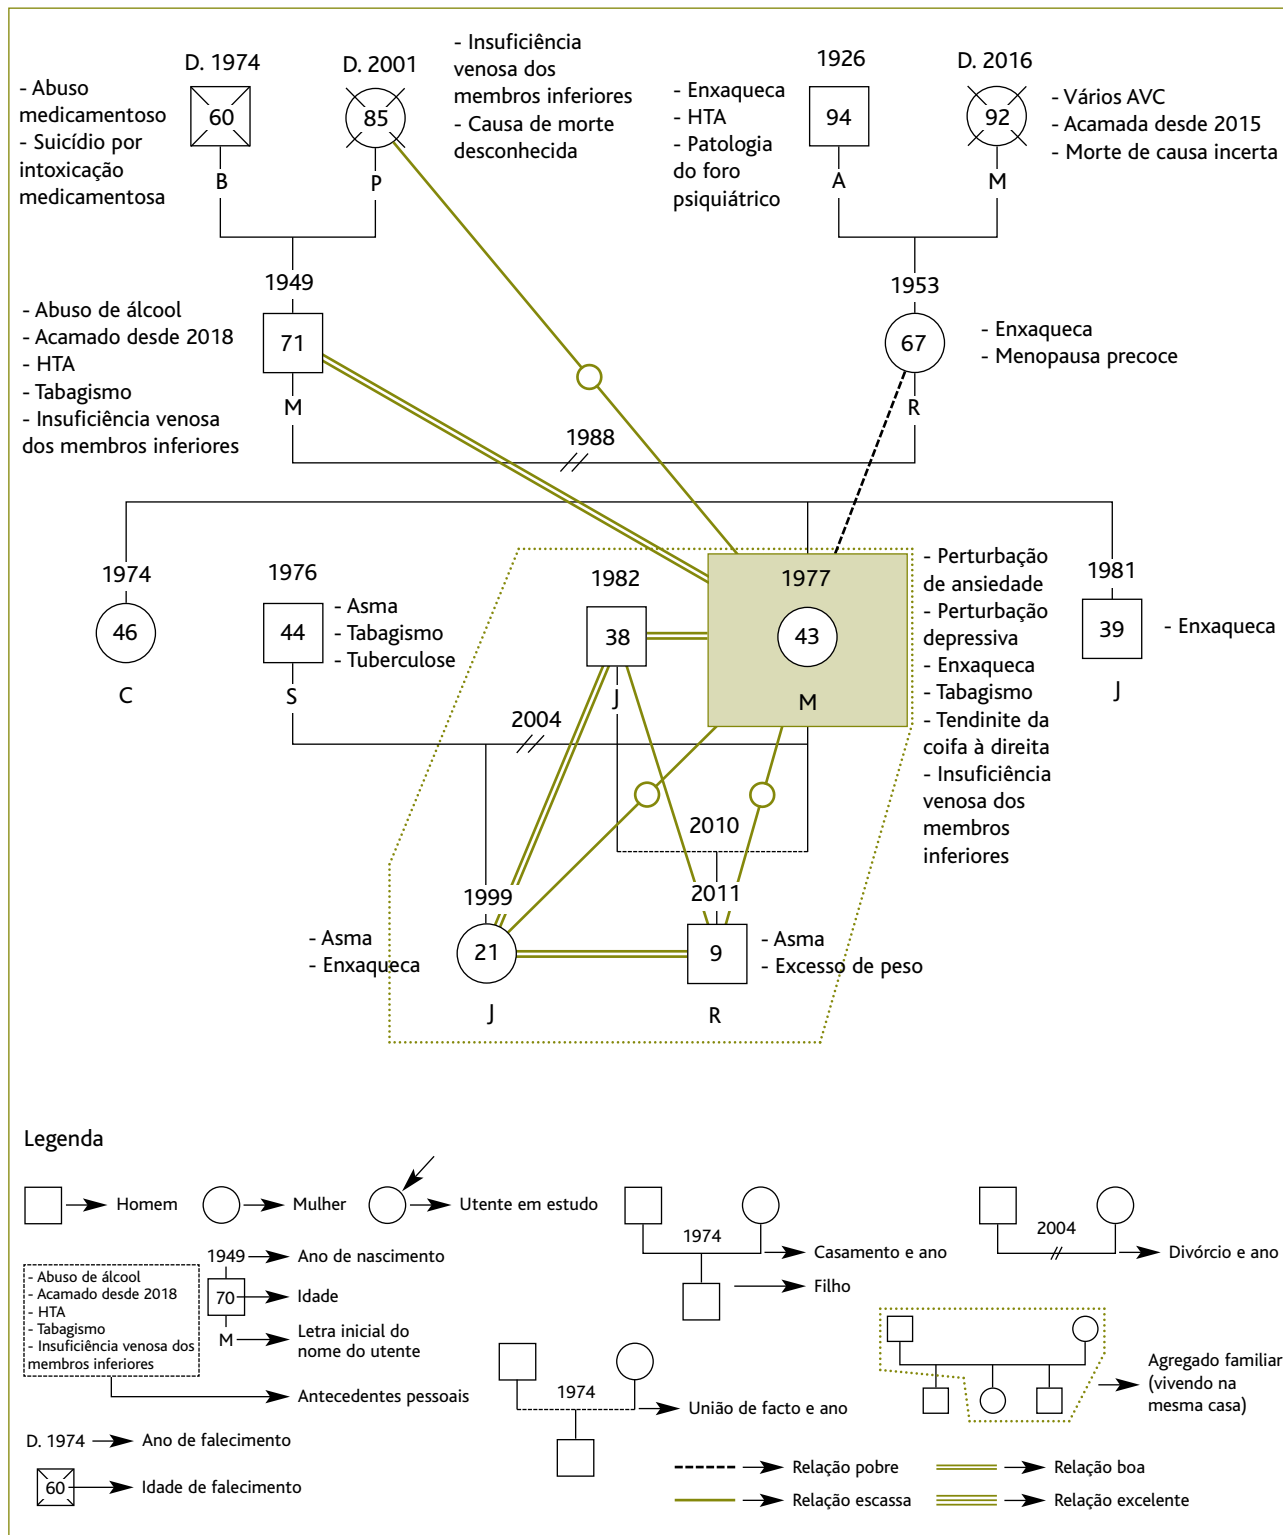 D. 1974
D. 2001
- Insuficiência
venosa dos
membros inferiores
- Causa de morte
desconhecida
1926
D. 2016
- Abuso
medicamentoso
- Suicídio por
intoxicação
medicamentosa
60
85
- Enxaqueca
- HTA
- Patologia
do foro
psiquiátrico
94
92
- Vários AVC
- Acamada desde 2015
- Morte de causa incerta
B
P
A
M
1949
1953
- Abuso de álcool
- Acamado desde 2018
- HTA
- Tabagismo
- Insuficiência venosa
dos membros inferiores
71
67
- Enxaqueca
- Menopausa precoce
M
R
1988
1974
1976
1982
1977
1981
46
44
- Asma
- Tabagismo
- Tuberculose
38
43
- Perturbação
de ansiedade
- Perturbação
depressiva
- Enxaqueca
- Tabagismo
- Tendinite da
coifa à direita
- Insuficiência
venosa dos
membros
inferiores
39
- Enxaqueca
C
S
J
M
J
2004
2010
1999
2011
- Asma
- Enxaqueca
21
9
- Asma
- Excesso de peso
J
R
Legenda
Homem
Mulher
Utente em estudo
1974
Casamento e ano
Filho
2004
Divórcio e ano
- Abuso de álcool
- Acamado desde 2018
- HTA
- Tabagismo
- Insuficiência venosa dos
membros inferiores
1949
Ano de nascimento
70
Idade
M
Letra inicial do
nome do utente
Antecedentes pessoais
1974
União de facto e ano
Agregado familiar
(vivendo na
mesma casa)
D. 1974
Ano de falecimento
60
Idade de falecimento
Relação pobre
Relação boa
Relação escassa
Relação excelente